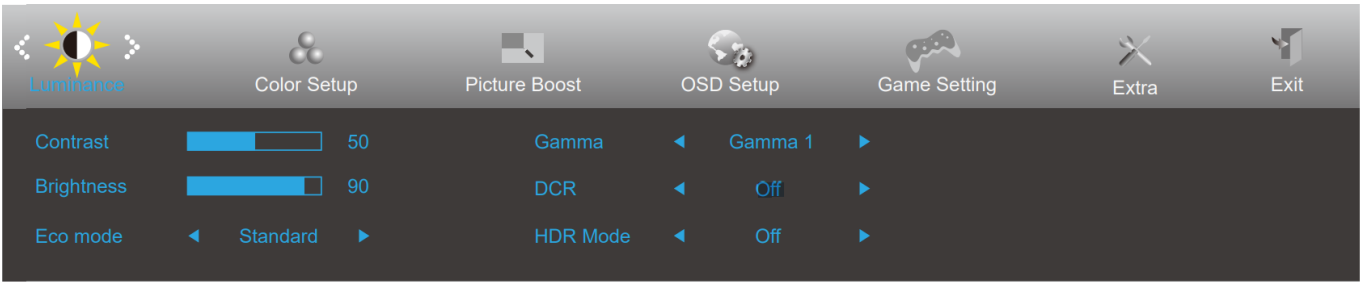 Luminance Color Setup Picture Boost OSD Setup Game Setting Extra Exit
Contrast 50 Gamma Gamma 1
Brightness 90 DCR Off
Eco mode Standard HDR Mode Off